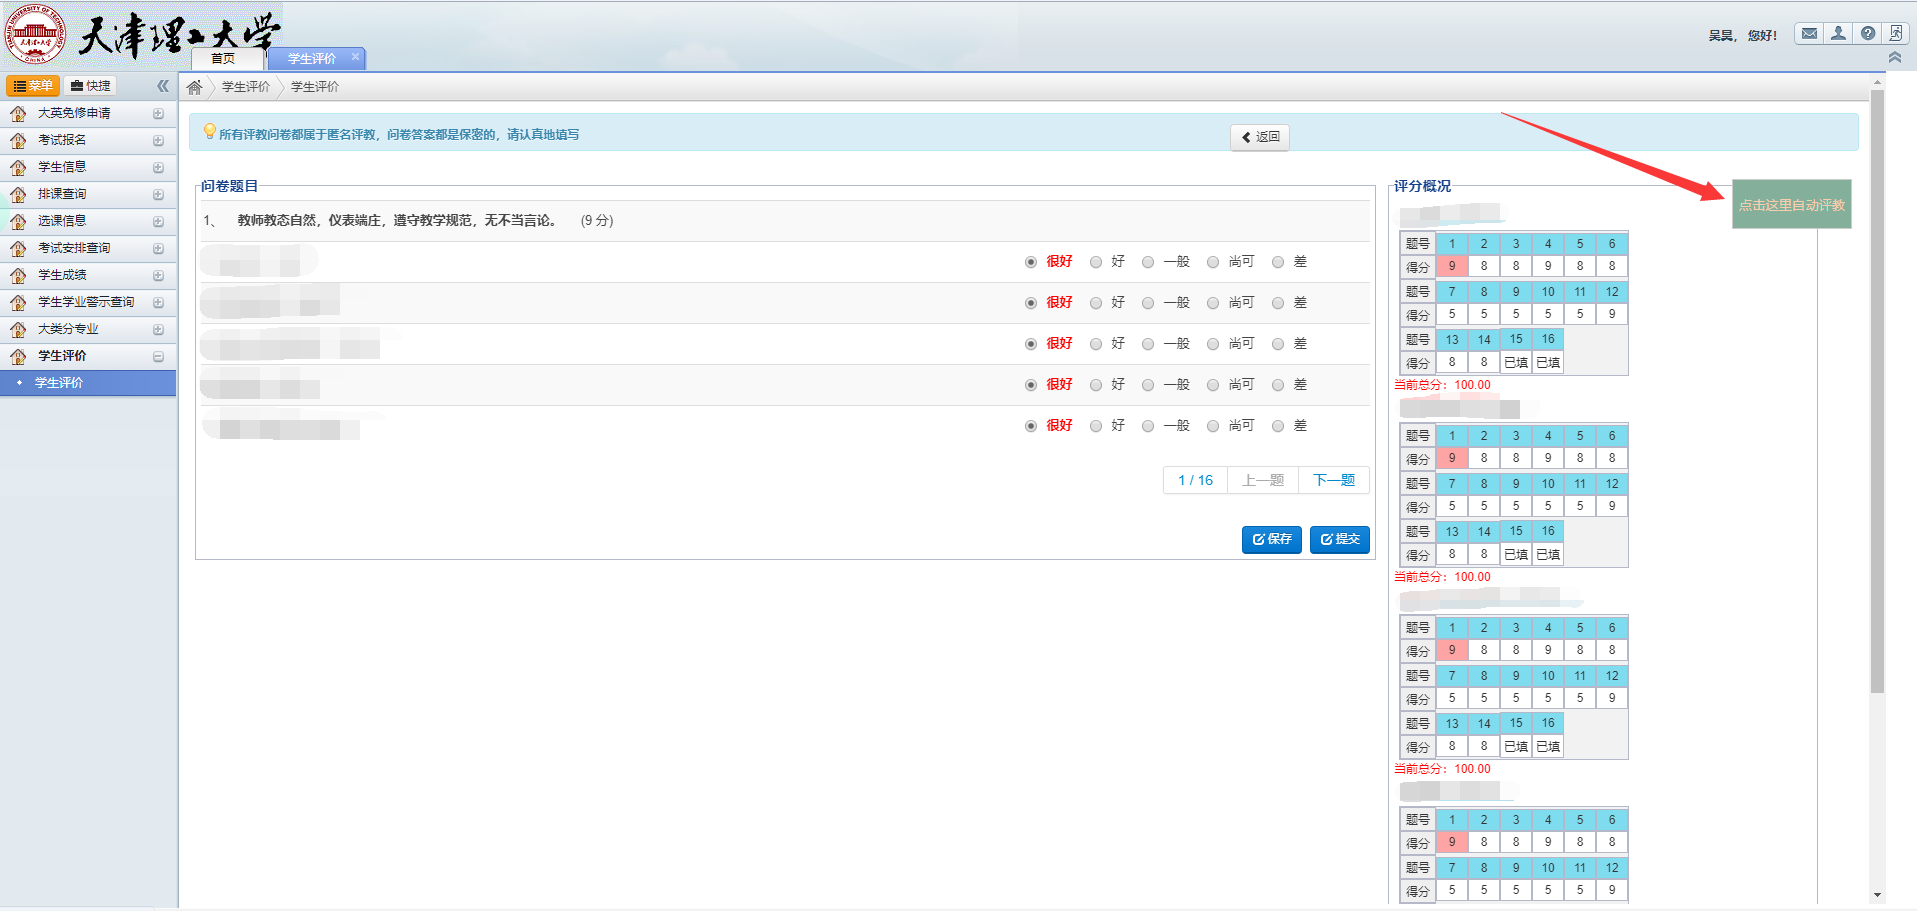 天津理工大学
首页
学生评价
吴昊，您好！
菜单
快捷
大英免修申请
考试报名
学生信息
排课查询
选课信息
考试安排查询
学生成绩
学生学业警示查询
大类分专业
学生评价
学生评价
学生评价 学生评价
所有评教问卷都属于匿名评教，问卷答案都是保密的，请认真地填写
返回
问卷题目
1、 教师教态自然，仪表端庄，遵守教学规范，无不当言论。 (9 分)
很好 好 一般 尚可 差
很好 好 一般 尚可 差
很好 好 一般 尚可 差
很好 好 一般 尚可 差
很好 好 一般 尚可 差
1 / 16 上一题 下一题
保存 提交
评分概况
点击这里自动评教
题号 1 2 3 4 5 6
得分 9 8 8 9 8 8
题号 7 8 9 10 11 12
得分 5 5 5 5 5 9
题号 13 14 15 16
得分 8 8 已填 已填
当前总分：100.00
题号 1 2 3 4 5 6
得分 9 8 8 9 8 8
题号 7 8 9 10 11 12
得分 5 5 5 5 5 9
题号 13 14 15 16
得分 8 8 已填 已填
当前总分：100.00
题号 1 2 3 4 5 6
得分 9 8 8 9 8 8
题号 7 8 9 10 11 12
得分 5 5 5 5 5 9
题号 13 14 15 16
得分 8 8 已填 已填
当前总分：100.00
题号 1 2 3 4 5 6
得分 9 8 8 9 8 8
题号 7 8 9 10 11 12
得分 5 5 5 5 5 9